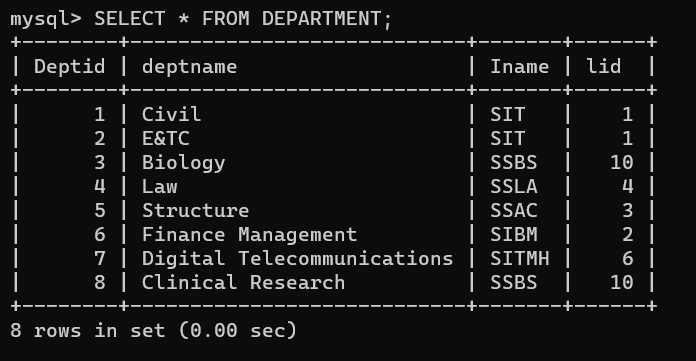 mysql> SELECT * FROM DEPARTMENT;
+--------+----------------------------+-------+------+
| Deptid | deptname                   | Iname | lid  |
+--------+----------------------------+-------+------+
|      1 | Civil                      | SIT   |    1 |
|      2 | E&TC                       | SIT   |    1 |
|      3 | Biology                    | SSBS  |   10 |
|      4 | Law                        | SSLA  |    4 |
|      5 | Structure                  | SSAC  |    3 |
|      6 | Finance Management         | SIBM  |    2 |
|      7 | Digital Telecommunications | SITMH |    6 |
|      8 | Clinical Research          | SSBS  |   10 |
+--------+----------------------------+-------+------+
8 rows in set (0.00 sec)